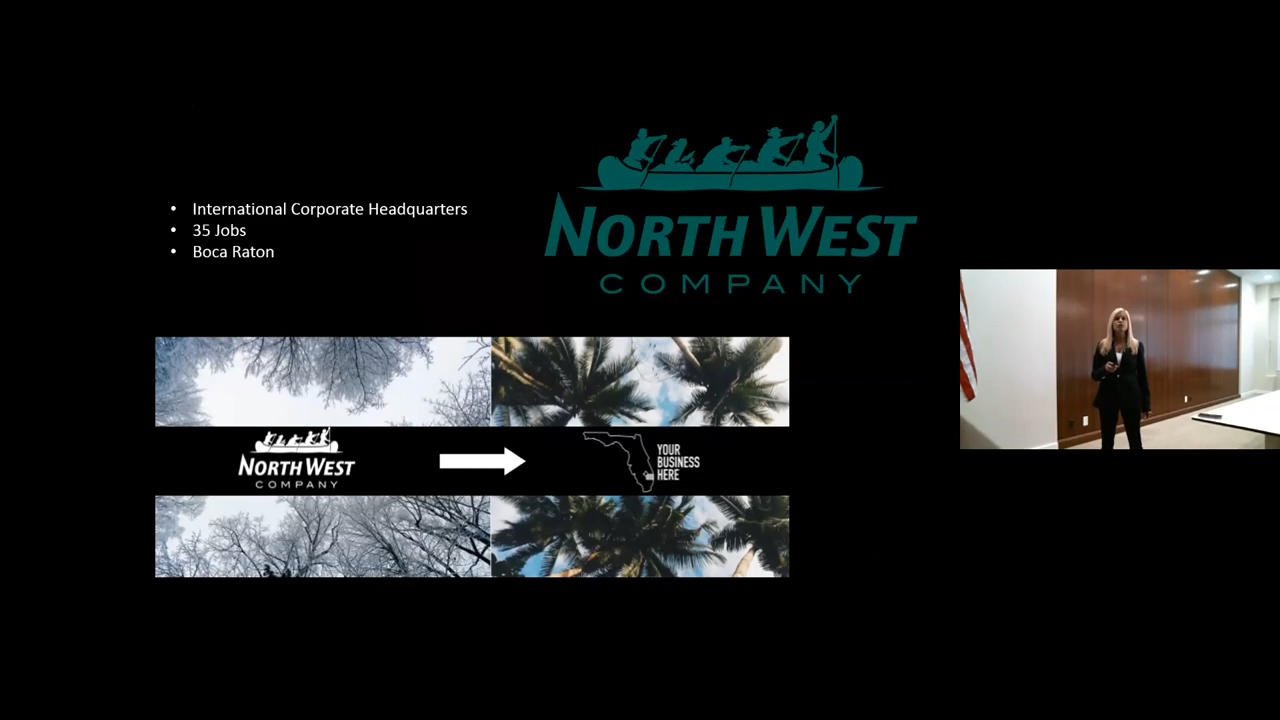 • International Corporate Headquarters
• 35 Jobs
• Boca Raton
NORTH WEST
COMPANY
NORTH WEST
COMPANY
YOUR
BUSINESS
HERE